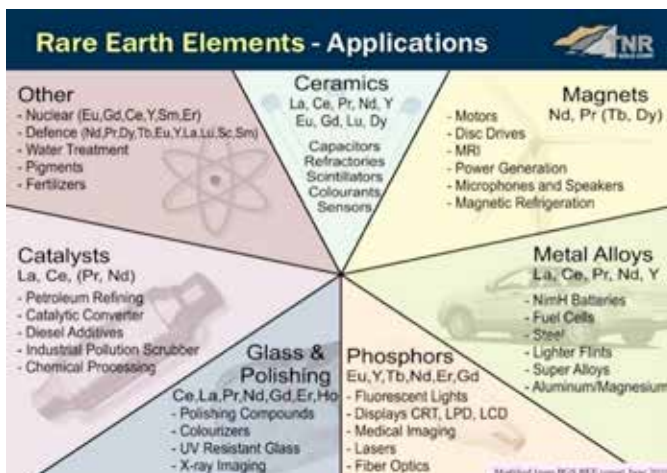 Rare Earth Elements - Applications
TNR
Other
- Nuclear (Eu,Gd,Ce,Y,Sm,Er)
- Defence (Nd,Pr,Dy,Tb,Eu,Y,La,Lu,Sc,Sm)
- Water Treatment
- Pigments
- Fertilizers
Ceramics
La, Ce, Pr, Nd, Y
Eu, Gd, Lu, Dy
Capacitors
Refractories
Scintillators
Colourants
Sensors
Magnets
Nd, Pr (Tb, Dy)
- Motors
- Disc Drives
- MRI
- Power Generation
- Microphones and Speakers
- Magnetic Refrigeration
Catalysts
La, Ce, (Pr, Nd)
- Petroleum Refining
- Catalytic Converter
- Diesel Additives
- Industrial Pollution Scrubber
- Chemical Processing
Metal Alloys
La, Ce, Pr, Nd, Y
- NimH Batteries
- Fuel Cells
- Steel
- Lighter Flints
- Super Alloys
- Aluminum/Magnesium
Glass &
Polishing
Ce,La,Pr,Nd,Gd,Er,Ho
- Polishing Compounds
- Colourizers
- UV Resistant Glass
- X-ray Imaging
Phosphors
Eu,Y,Tb,Nd,Er,Gd
- Fluorescent Lights
- Displays CRT, LPD, LCD
- Medical Imaging
- Lasers
- Fiber Optics